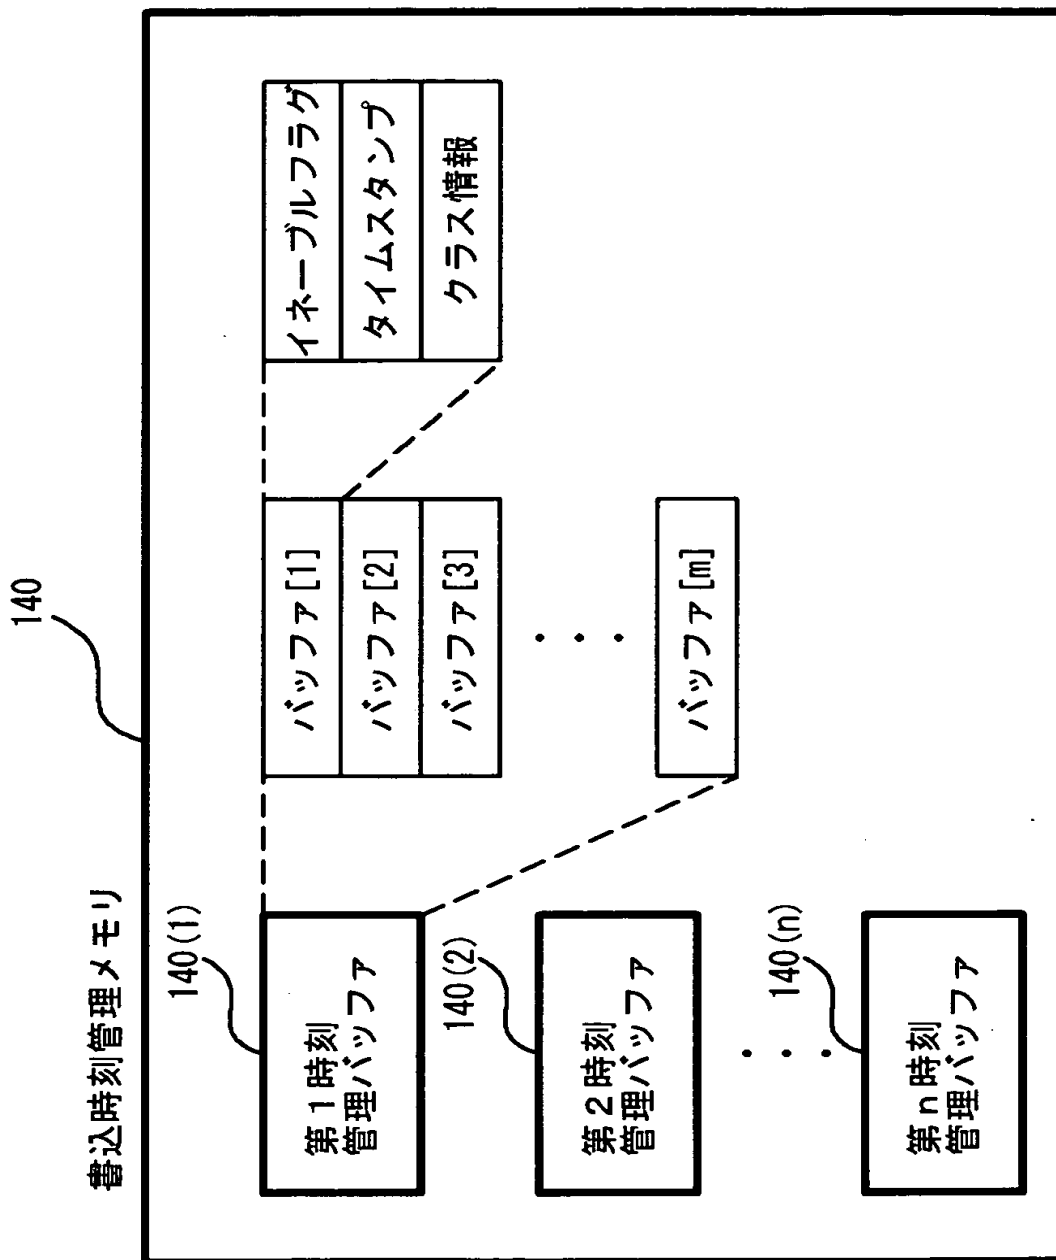 書込時刻管理メモリ
140
140(1)
第1時刻
管理バッファ
140(2)
第2時刻
管理バッファ
140(n)
第n時刻
管理バッファ
バッファ[1]
バッファ[2]
バッファ[3]
バッファ[m]
イネーブルフラグ
タイムスタンプ
クラス情報